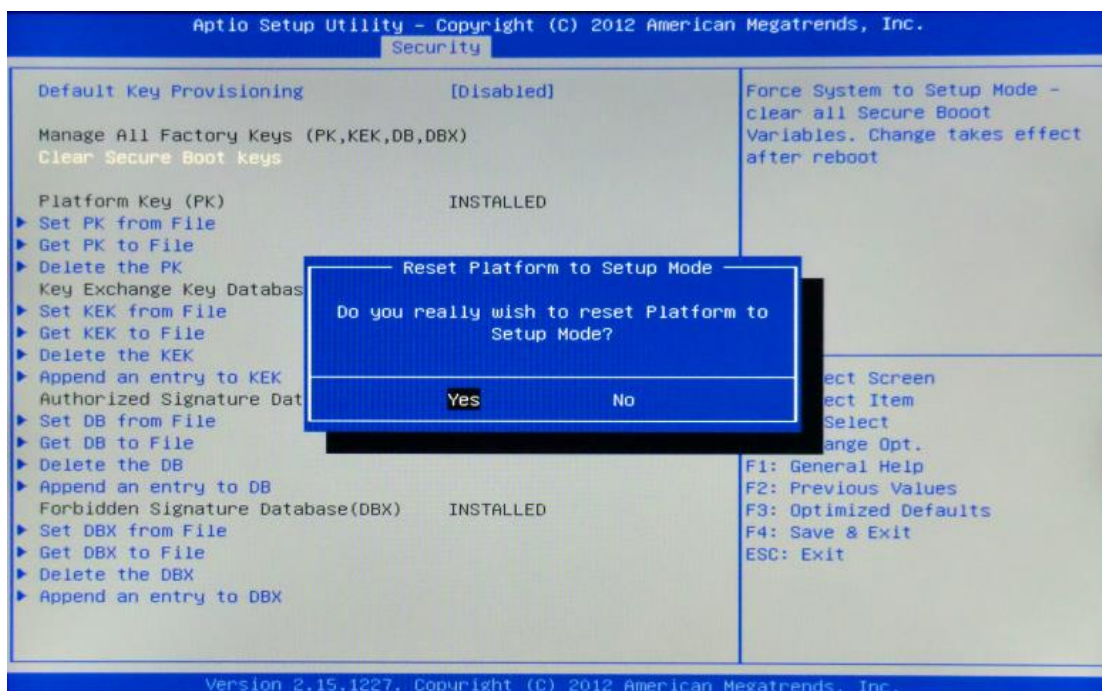 Aptio Setup Utility – Copyright (C) 2012 American Megatrends, Inc.
Security
Default Key Provisioning [Disabled]
Manage All Factory Keys (PK,KEK,DB,DBX)
Clear Secure Boot keys
Platform Key (PK) INSTALLED
Set PK from File
Get PK to File
Delete the PK
Key Exchange Key Databas
Set KEK from File
Get KEK to File
Delete the KEK
Append an entry to KEK
Authorized Signature Dat
Set DB from File
Get DB to File
Delete the DB
Append an entry to DB
Forbidden Signature Database(DBX) INSTALLED
Set DBX from File
Get DBX to File
Delete the DBX
Append an entry to DBX
Reset Platform to Setup Mode
Do you really wish to reset Platform to
Setup Mode?
Yes No
Force System to Setup Mode –
clear all Secure Booot
Variables. Change takes effect
after reboot
ect Screen
ect Item
Select
ange Opt.
F1: General Help
F2: Previous Values
F3: Optimized Defaults
F4: Save & Exit
ESC: Exit
Version 2.15.1227. Copyright (C) 2012 American Megatrends, Inc.